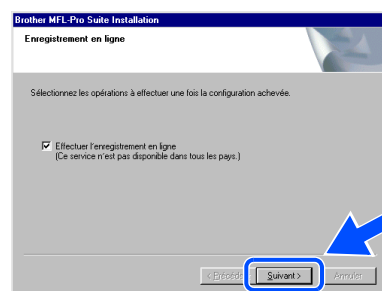 Brother MFL-Pro Suite Installation
Enregistrement en ligne
Sélectionnez les opérations à effectuer une fois la configuration achevée.
Effectuer l'enregistrement en ligne
(Ce service n'est pas disponible dans tous les pays.)
Suivant >
Annuler